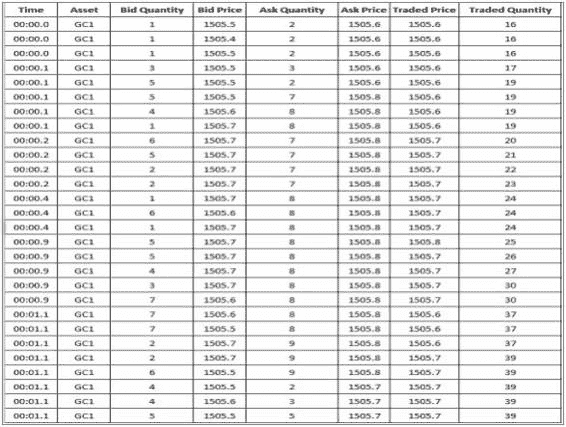 Time Asset Bid Quantity Bid Price Ask Quantity Ask Price Traded Price Traded Quantity
00:00.0 GC1 1 1505.5 2 1505.6 1505.6 16
00:00.0 GC1 1 1505.4 2 1505.6 1505.6 16
00:00.0 GC1 1 1505.5 2 1505.6 1505.6 16
00:00.1 GC1 3 1505.5 3 1505.6 1505.6 17
00:00.1 GC1 5 1505.5 2 1505.6 1505.6 19
00:00.1 GC1 5 1505.5 7 1505.8 1505.6 19
00:00.1 GC1 4 1505.6 8 1505.8 1505.6 19
00:00.1 GC1 1 1505.7 8 1505.8 1505.6 19
00:00.2 GC1 6 1505.7 7 1505.8 1505.7 20
00:00.2 GC1 5 1505.7 7 1505.8 1505.7 21
00:00.2 GC1 2 1505.7 7 1505.8 1505.7 22
00:00.2 GC1 2 1505.7 7 1505.8 1505.7 23
00:00.4 GC1 1 1505.7 8 1505.8 1505.7 24
00:00.4 GC1 6 1505.6 8 1505.8 1505.7 24
00:00.4 GC1 1 1505.7 8 1505.8 1505.7 24
00:00.9 GC1 5 1505.7 8 1505.8 1505.8 25
00:00.9 GC1 5 1505.7 8 1505.8 1505.7 26
00:00.9 GC1 4 1505.7 8 1505.8 1505.7 27
00:00.9 GC1 3 1505.7 8 1505.8 1505.7 30
00:00.9 GC1 7 1505.6 8 1505.8 1505.7 30
00:01.1 GC1 7 1505.6 8 1505.8 1505.6 37
00:01.1 GC1 7 1505.5 8 1505.8 1505.6 37
00:01.1 GC1 2 1505.7 9 1505.8 1505.6 37
00:01.1 GC1 2 1505.7 9 1505.8 1505.7 39
00:01.1 GC1 6 1505.5 9 1505.8 1505.7 39
00:01.1 GC1 4 1505.5 2 1505.7 1505.7 39
00:01.1 GC1 4 1505.6 3 1505.7 1505.7 39
00:01.1 GC1 5 1505.5 5 1505.7 1505.7 39